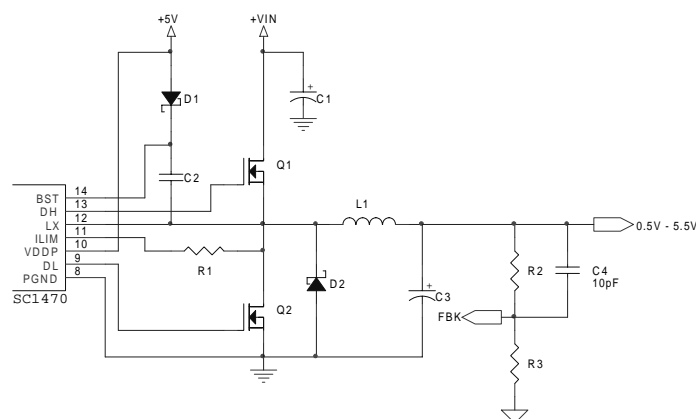 +5V
+VIN
D1
+
C1
C2
Q1
BST 14
DH 13
LX 12
ILIM 11
VDDP 10
DL 9
PGND 8
SC1470
R1
L1
0.5V - 5.5V
D2
+
C3
R2
C4
10pF
Q2
FBK
R3